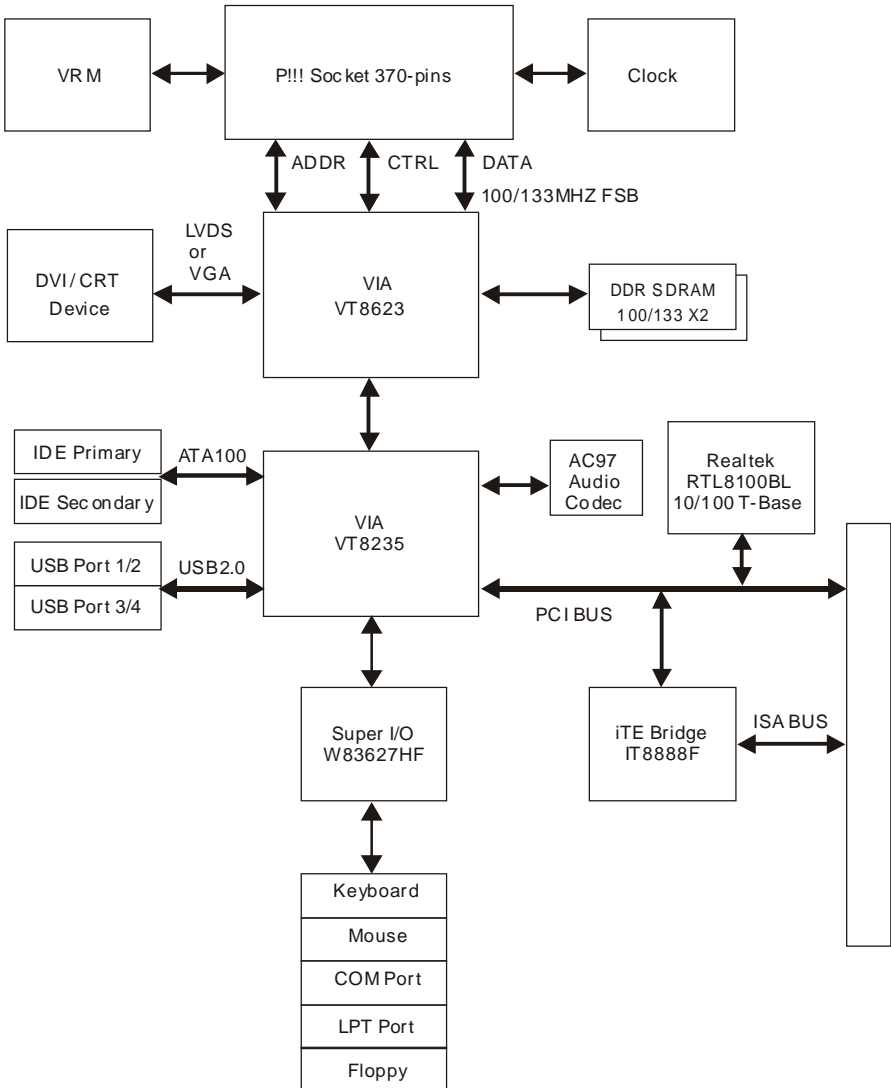 VRM
P!!! Socket 370-pins
Clock
ADDR
CTRL
DATA
100/133MHZ FSB
LVDS
or
VGA
DVI/CRT
Device
VIA
VT8623
DDR SDRAM
100/133 X2
IDE Primary
IDE Secondary
ATA100
VIA
VT8235
AC97
Audio
Codec
Realtek
RTL8100BL
10/100 T-Base
USB Port 1/2
USB Port 3/4
USB2.0
PCI BUS
Super I/O
W83627HF
iTE Bridge
IT8888F
ISA BUS
Keyboard
Mouse
COM Port
LPT Port
Floppy